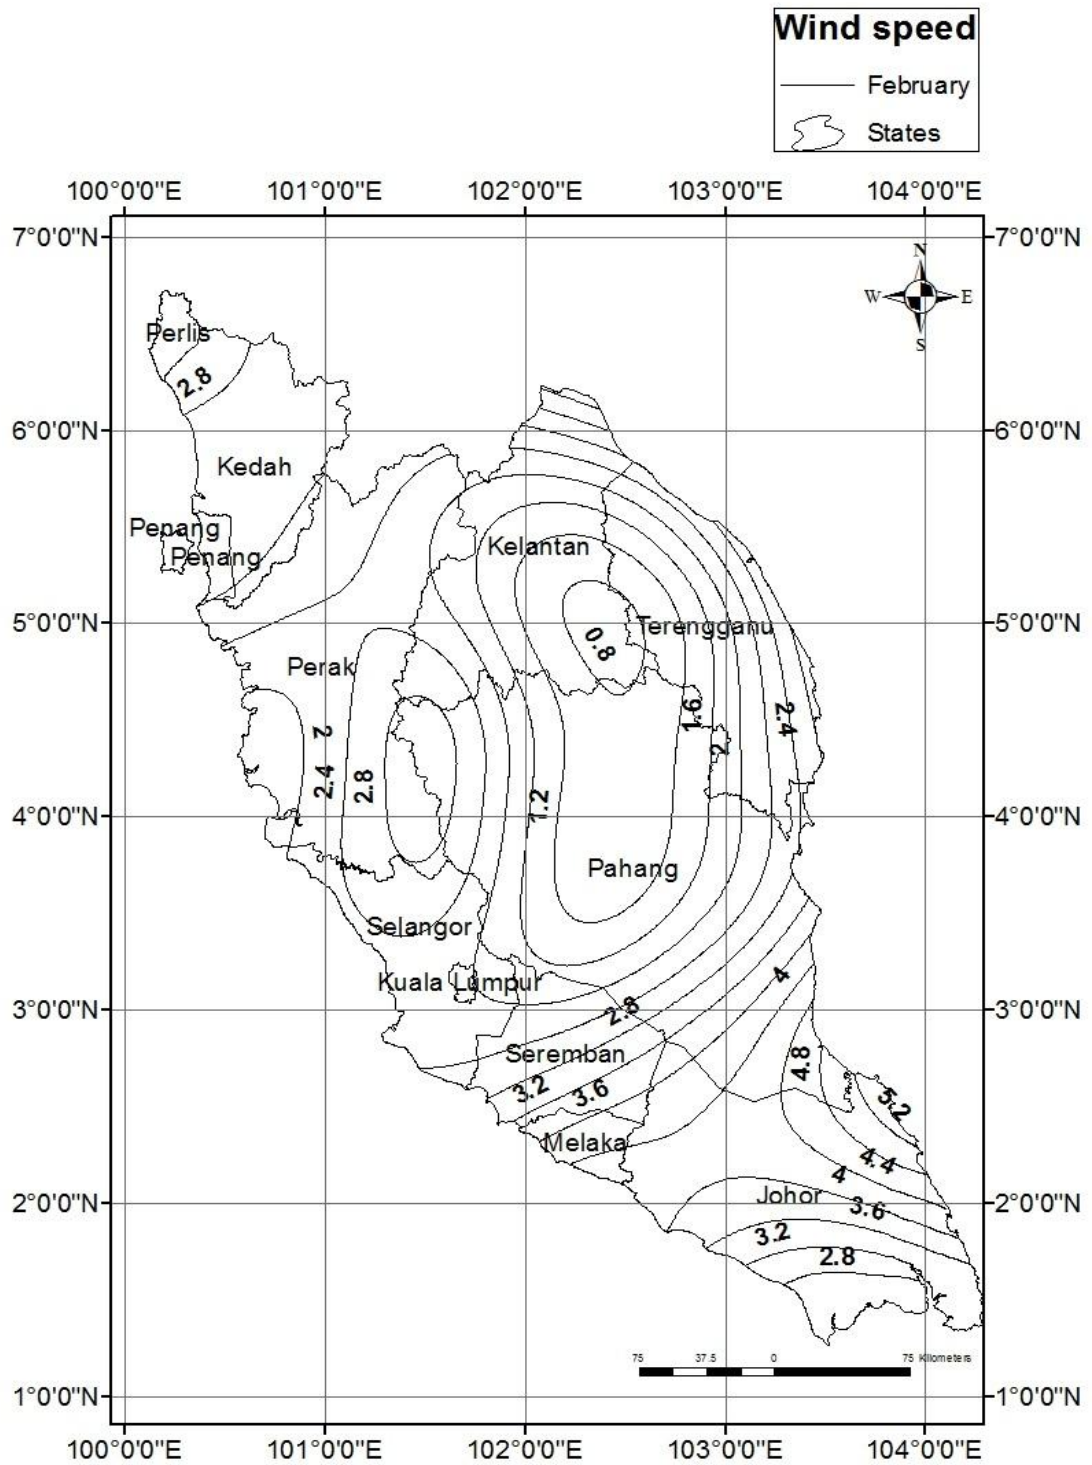 Wind speed
February
States
100°0'0"E 101°0'0"E 102°0'0"E 103°0'0"E 104°0'0"E
7°0'0"N 7°0'0"N
N
W E
S
Perlis
2.8
6°0'0"N 6°0'0"N
Kedah
Penang
Kelantan
Penang
5°0'0"N Terengganu 5°0'0"N
0.8
Perak
1.6 2.4
2 2
2.4 2.8
1.2
4°0'0"N 4°0'0"N
Pahang
Selangor
Kuala Lumpur 4
3°0'0"N 2.8 3°0'0"N
Seremban 4.8
3.2 3.6 5.2
Melaka
4.4
4
2°0'0"N Johor 3.6 2°0'0"N
3.2
2.8
75 37.5 0 75 Kilometers
1°0'0"N 1°0'0"N
100°0'0"E 101°0'0"E 102°0'0"E 103°0'0"E 104°0'0"E